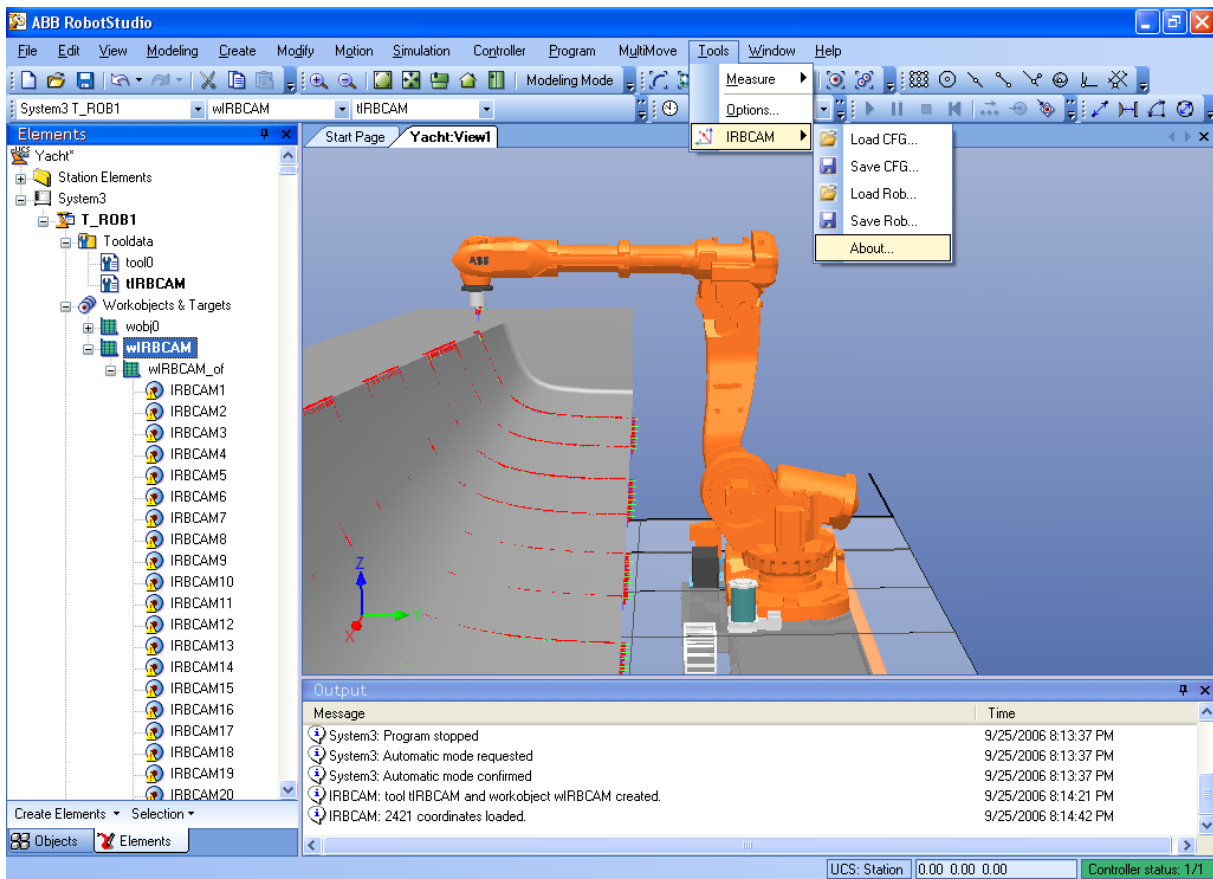 ABB RobotStudio
File Edit View Modeling Create Modify Motion Simulation Controller Program MultiMove Tools Window Help
Modeling Mode
System3 T_ROB1 wIRBCAM tIRBCAM
Measure
Options...
IRBCAM
Load CFG...
Save CFG...
Load Rob...
Save Rob...
About...
Elements
Start Page Yacht:View1
UCS
Yacht*
Station Elements
System3
T_ROB1
Tooldata
tool0
tIRBCAM
Workobjects & Targets
wobj0
wIRBCAM
wIRBCAM_of
IRBCAM1
IRBCAM2
IRBCAM3
IRBCAM4
IRBCAM5
IRBCAM6
IRBCAM7
IRBCAM8
IRBCAM9
IRBCAM10
IRBCAM11
IRBCAM12
IRBCAM13
IRBCAM14
IRBCAM15
IRBCAM16
IRBCAM17
IRBCAM18
IRBCAM19
IRBCAM20
Create Elements Selection
Objects Elements
ABB
Z
Y
X
Output
Message Time
System3: Program stopped 9/25/2006 8:13:37 PM
System3: Automatic mode requested 9/25/2006 8:13:37 PM
System3: Automatic mode confirmed 9/25/2006 8:13:37 PM
IRBCAM: tool tIRBCAM and workobject wIRBCAM created. 9/25/2006 8:14:21 PM
IRBCAM: 2421 coordinates loaded. 9/25/2006 8:14:42 PM
UCS: Station 0.00 0.00 0.00 Controller status: 1/1